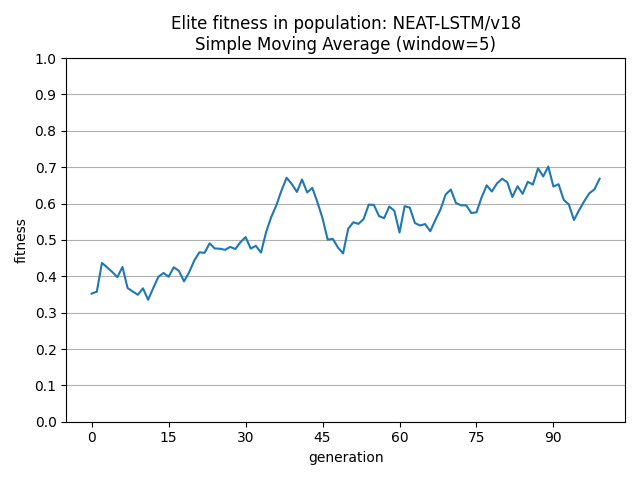 Elite fitness in population: NEAT-LSTM/v18
Simple Moving Average (window=5)
1.0
0.9
0.8
0.7
0.6
0.5
0.4
0.3
0.2
0.1
0.0
fitness
0 15 30 45 60 75 90
generation